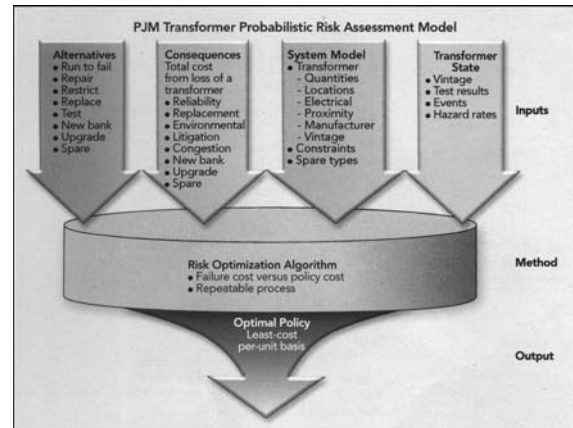 PJM Transformer Probabilistic Risk Assessment Model
Alternatives
• Run to fail
• Repair
• Restrict
• Replace
• Test
• New bank
• Upgrade
• Spare
Consequences
Total cost
from loss of a
transformer
• Reliability
• Replacement
• Environmental
• Litigation
• Congestion
• New bank
• Upgrade
• Spare
System Model
• Transformer
- Quantities
- Locations
- Electrical
- Proximity
- Manufacturer
- Vintage
• Constraints
• Spare types
Transformer
State
• Vintage
• Test results
• Events
• Hazard rates
Inputs
Risk Optimization Algorithm
• Failure cost versus policy cost
• Repeatable process
Method
Optimal Policy
Least-cost
per-unit basis
Output